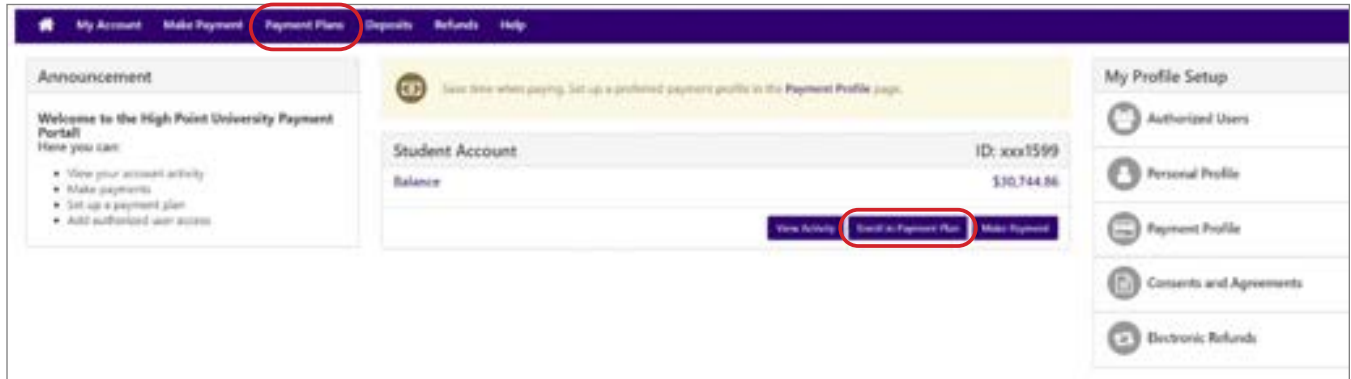 My Account Make Payment Payment Plans Deposits Refunds Help
Announcement
Welcome to the High Point University Payment
Portal!
Here you can:
• View your account activity
• Make payments
• Set up a payment plan
• Add authorized user access
Save time when paying. Set up a preferred payment profile in the Payment Profile page.
Student Account ID: xxx1599
Balance $30,744.86
View Activity Enroll in Payment Plan Make Payment
My Profile Setup
Authorized Users
Personal Profile
Payment Profile
Consents and Agreements
Electronic Refunds